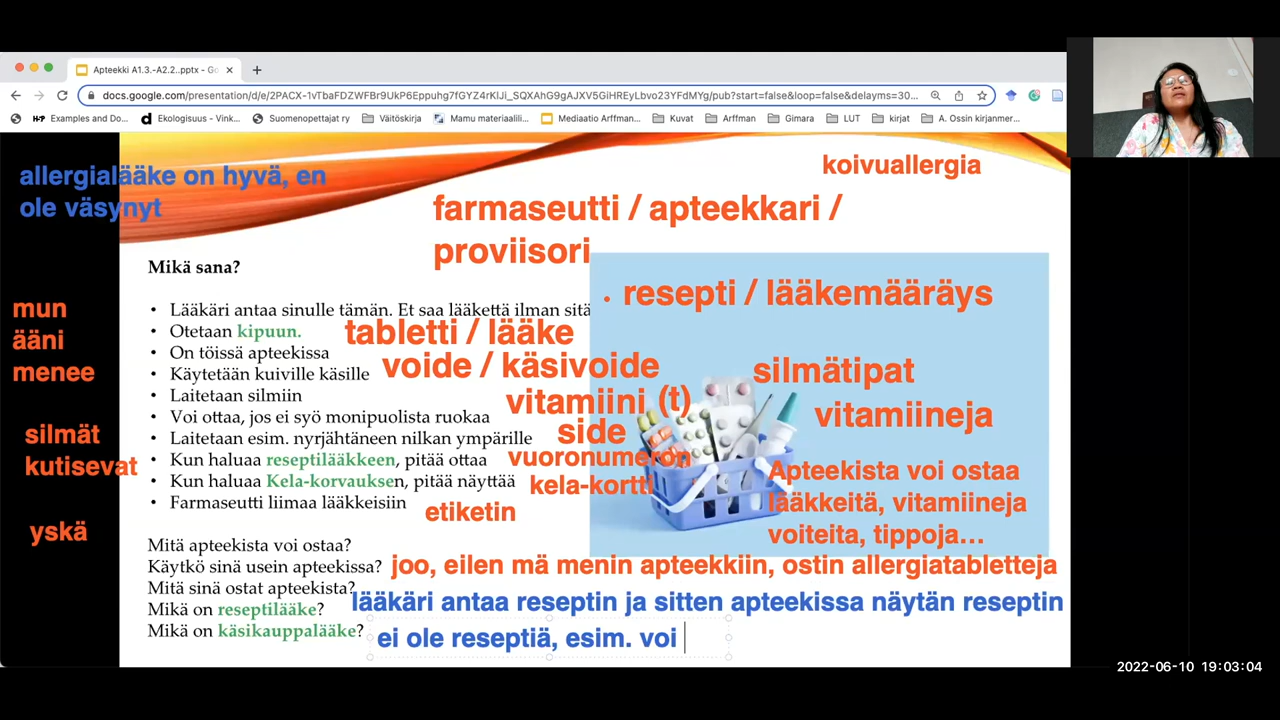 Apteekki A1.3.-A2.2..pptx - Go
docs.google.com/presentation/d/e/2PACX-1vTbaFDZWFBr9UkP6Eppuhg7fGYZ4rKIJi_SQXAhG9gAJXV5GiHREyLbvo23YFdMYg/pub?start=false&loop=false&delayms=30...
Examples and Do... Ekologisuus - Vink... Suomenopettajat ry Väitöskirja Mamu materiaalili... Mediaatio Arffman... Kuvat Arffman Gimara LUT kirjat A. Ossin kirjanmer...
koivuallergia
allergialääke on hyvä, en
ole väsynyt
farmaseutti / apteekkari /
proviisori
Mikä sana?
resepti / lääkemääräys
• Lääkäri antaa sinulle tämän. Et saa lääkettä ilman sitä
• Otetaan kipuun.
tabletti / lääke
• On töissä apteekissa
• Käytetään kuiville käsille
voide / käsivoide
• Laitetaan silmiin
silmätipat
• Voi ottaa, jos ei syö monipuolista ruokaa
vitamiini (t)
vitamiineja
• Laitetaan esim. nyrjähtäneen nilkan ympärille
side
• Kun haluaa reseptilääkkeen, pitää ottaa
vuoronumeron
• Kun haluaa Kela-korvauksen, pitää näyttää
kela-kortti
• Farmaseutti liimaa lääkkeisiin
etiketin
Apteekista voi ostaa
lääkkeitä, vitamiineja
voiteita, tippoja...
mun
ääni
menee
silmät
kutisevat
yskä
Mitä apteekista voi ostaa?
Käytkö sinä usein apteekissa?
joo, eilen mä menin apteekkiin, ostin allergiatabletteja
Mitä sinä ostat apteekista?
Mikä on reseptilääke?
lääkäri antaa reseptin ja sitten apteekissa näytän reseptin
Mikä on käsikauppalääke?
ei ole reseptiä, esim. voi
2022-06-10 19:03:04